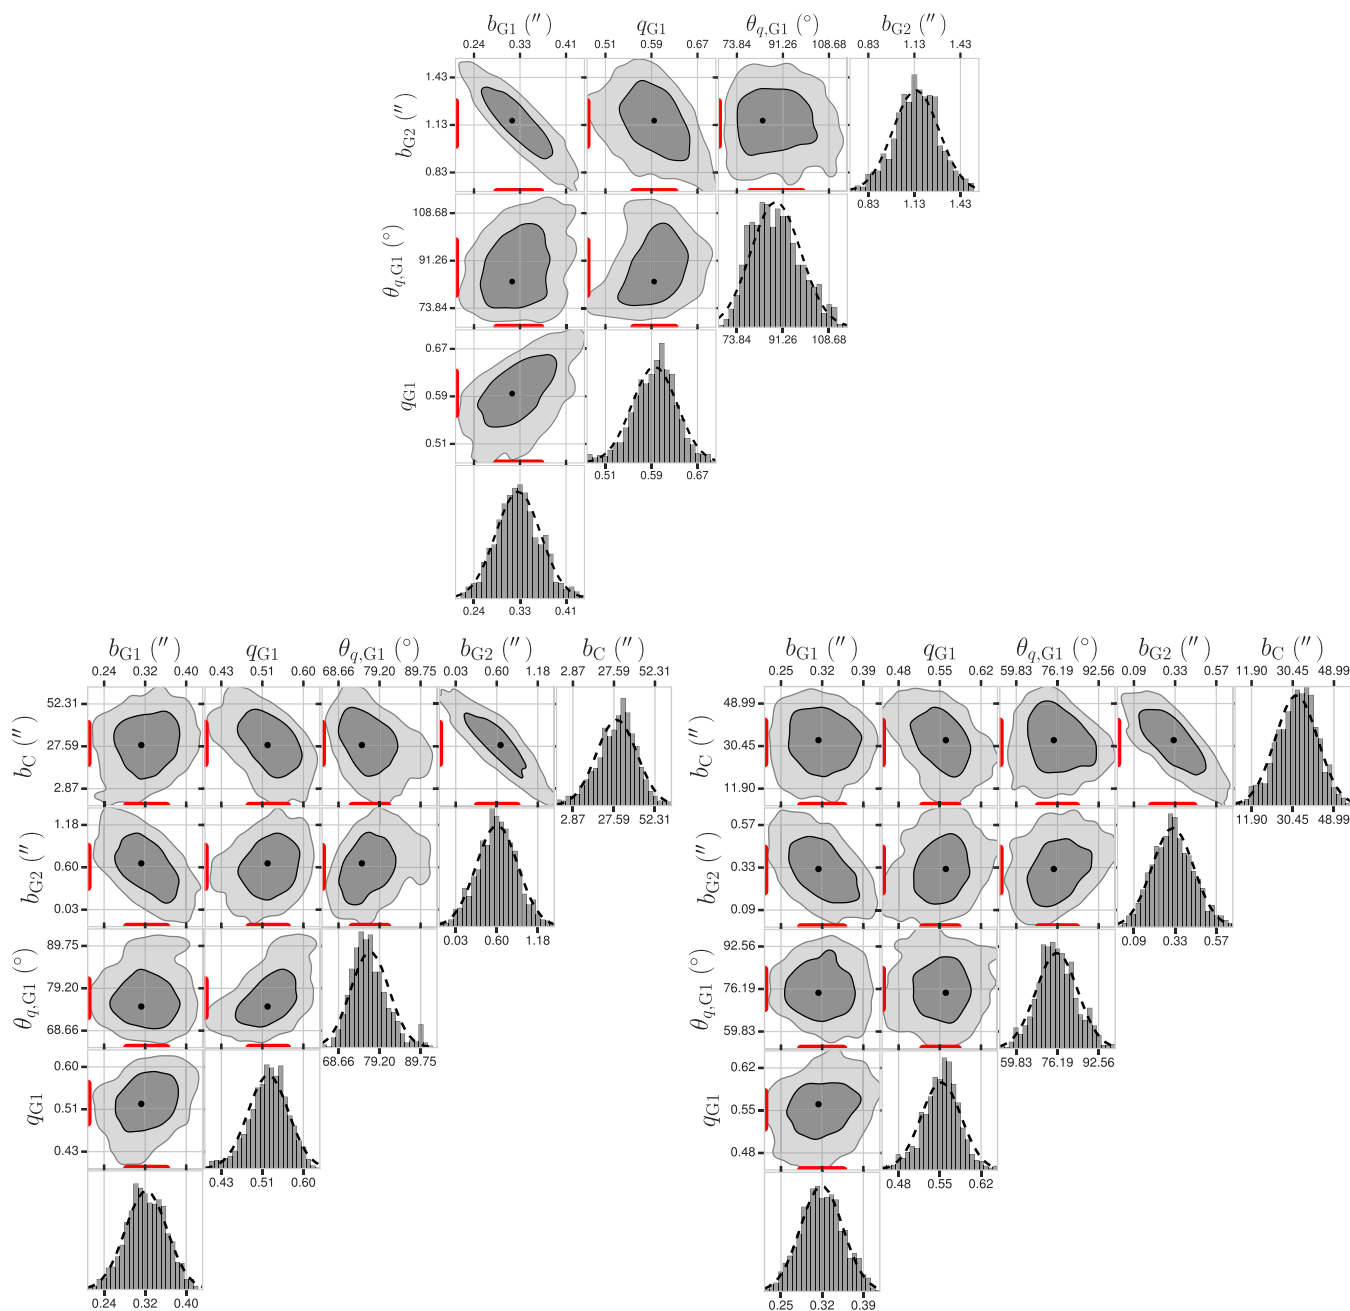 b_G1 (″) q_G1 θ_q,G1 (°) b_G2 (″)
0.24 0.33 0.41 0.51 0.59 0.67 73.84 91.26 108.68 0.83 1.13 1.43
b_G2 (″) 1.43 1.13 0.83
0.83 1.13 1.43
θ_q,G1 (°) 108.68 91.26 73.84
73.84 91.26 108.68
q_G1 0.67 0.59 0.51
0.51 0.59 0.67
0.24 0.33 0.41
b_G1 (″) q_G1 θ_q,G1 (°) b_G2 (″) b_C (″)
0.24 0.32 0.40 0.43 0.51 0.60 68.66 79.20 89.75 0.03 0.60 1.18 2.87 27.59 52.31
b_C (″) 52.31 27.59 2.87
2.87 27.59 52.31
b_G2 (″) 1.18 0.60 0.03
0.03 0.60 1.18
θ_q,G1 (°) 89.75 79.20 68.66
68.66 79.20 89.75
q_G1 0.60 0.51 0.43
0.43 0.51 0.60
0.24 0.32 0.40
b_G1 (″) q_G1 θ_q,G1 (°) b_G2 (″) b_C (″)
0.25 0.32 0.39 0.48 0.55 0.62 59.83 76.19 92.56 0.09 0.33 0.57 11.90 30.45 48.99
b_C (″) 48.99 30.45 11.90
11.90 30.45 48.99
b_G2 (″) 0.57 0.33 0.09
0.09 0.33 0.57
θ_q,G1 (°) 92.56 76.19 59.83
59.83 76.19 92.56
q_G1 0.62 0.55 0.48
0.48 0.55 0.62
0.25 0.32 0.39